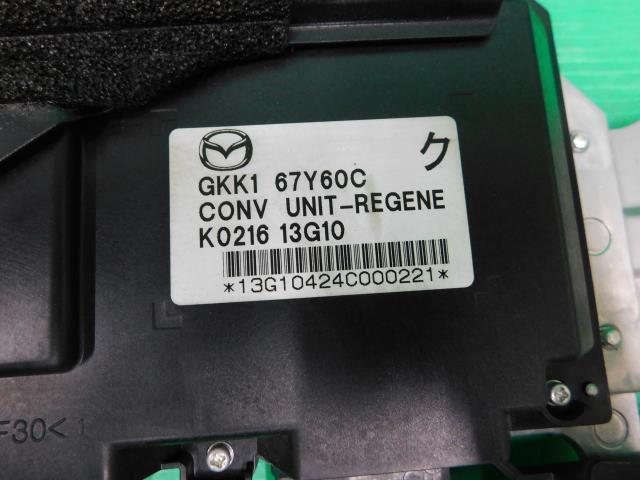 ク
GKK1 67Y60C
CONV UNIT-REGENE
K0216 13G10
*13G10424C000221*
F30<